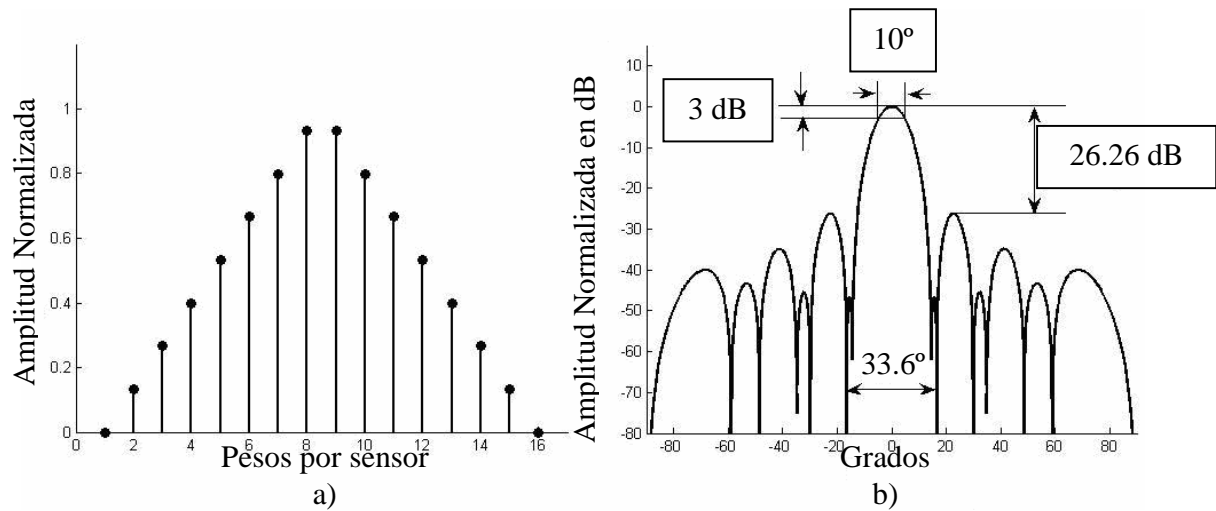 Amplitud Normalizada
1
0.8
0.6
0.4
0.2
0
0 2 4 6 8 10 12 14 16
Pesos por sensor
a)
Amplitud Normalizada en dB
10
0
-10
-20
-30
-40
-50
-60
-70
-80
-80 -60 -40 -20 0 20 40 60 80
Grados
b)
10º
3 dB
26.26 dB
33.6º